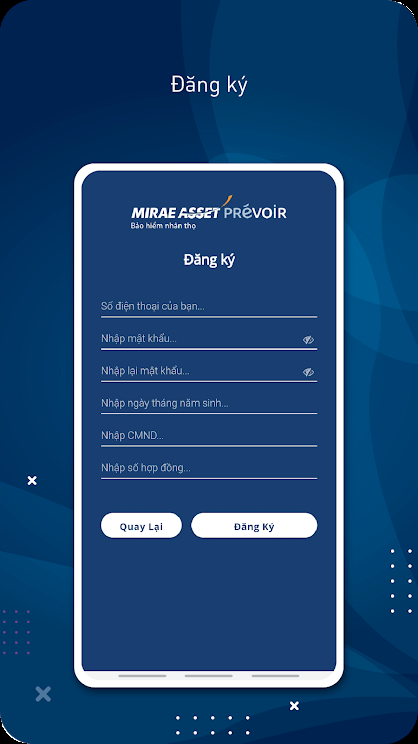 Đăng ký
MIRAE ASSET PRéVOIR
Bảo hiểm nhân thọ
Đăng ký
Số điện thoại của bạn...
Nhập mật khẩu...
Nhập lại mật khẩu...
Nhập ngày tháng năm sinh...
Nhập CMND...
Nhập số hợp đồng...
Quay Lại Đăng Ký